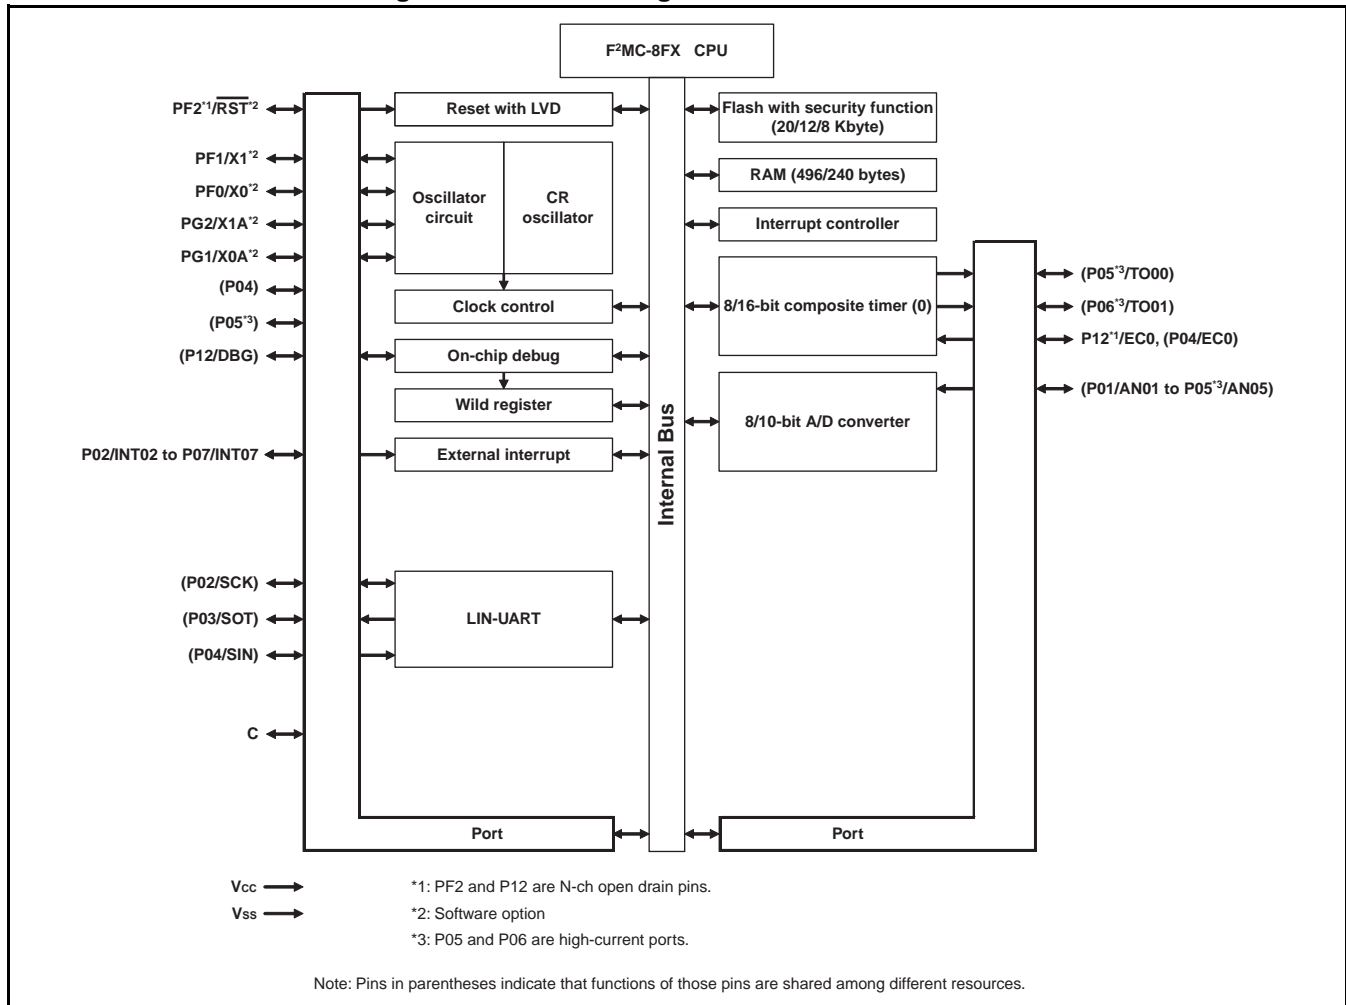 F²MC-8FX CPU
PF2*1/RST*2
Reset with LVD
Flash with security function
(20/12/8 Kbyte)
PF1/X1*2
PF0/X0*2
PG2/X1A*2
PG1/X0A*2
Oscillator
circuit
CR
oscillator
RAM (496/240 bytes)
Interrupt controller
(P04)
(P05*3)
(P12/DBG)
Clock control
On-chip debug
Wild register
8/16-bit composite timer (0)
(P05*3/TO00)
(P06*3/TO01)
P12*1/EC0, (P04/EC0)
(P01/AN01 to P05*3/AN05)
8/10-bit A/D converter
P02/INT02 to P07/INT07
External interrupt
Internal Bus
(P02/SCK)
(P03/SOT)
(P04/SIN)
LIN-UART
C
Port
Port
Vcc
Vss
*1: PF2 and P12 are N-ch open drain pins.
*2: Software option
*3: P05 and P06 are high-current ports.
Note: Pins in parentheses indicate that functions of those pins are shared among different resources.